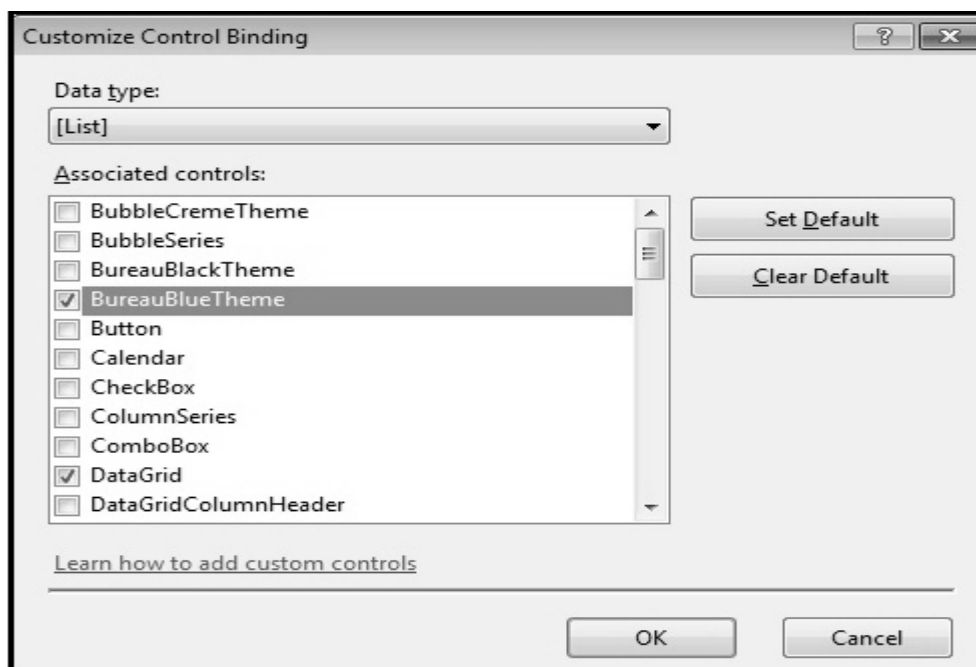 Customize Control Binding
Data type:
[List]
Associated controls:
BubbleCremeTheme
BubbleSeries
BureauBlackTheme
BureauBlueTheme
Button
Calendar
CheckBox
ColumnSeries
ComboBox
DataGrid
DataGridColumnHeader
Set Default
Clear Default
Learn how to add custom controls
OK
Cancel